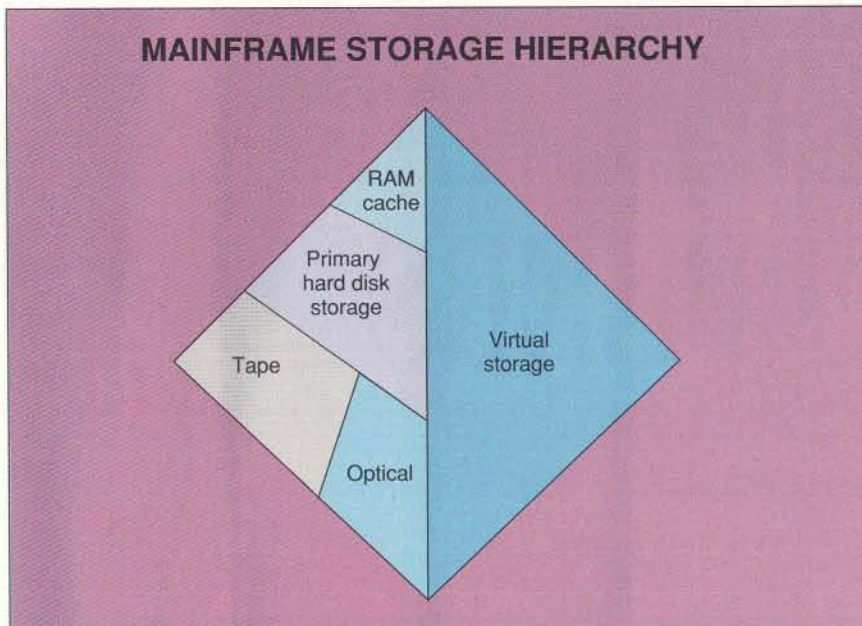 MAINFRAME STORAGE HIERARCHY
RAM
cache
Primary
hard disk
storage
Virtual
storage
Tape
Optical